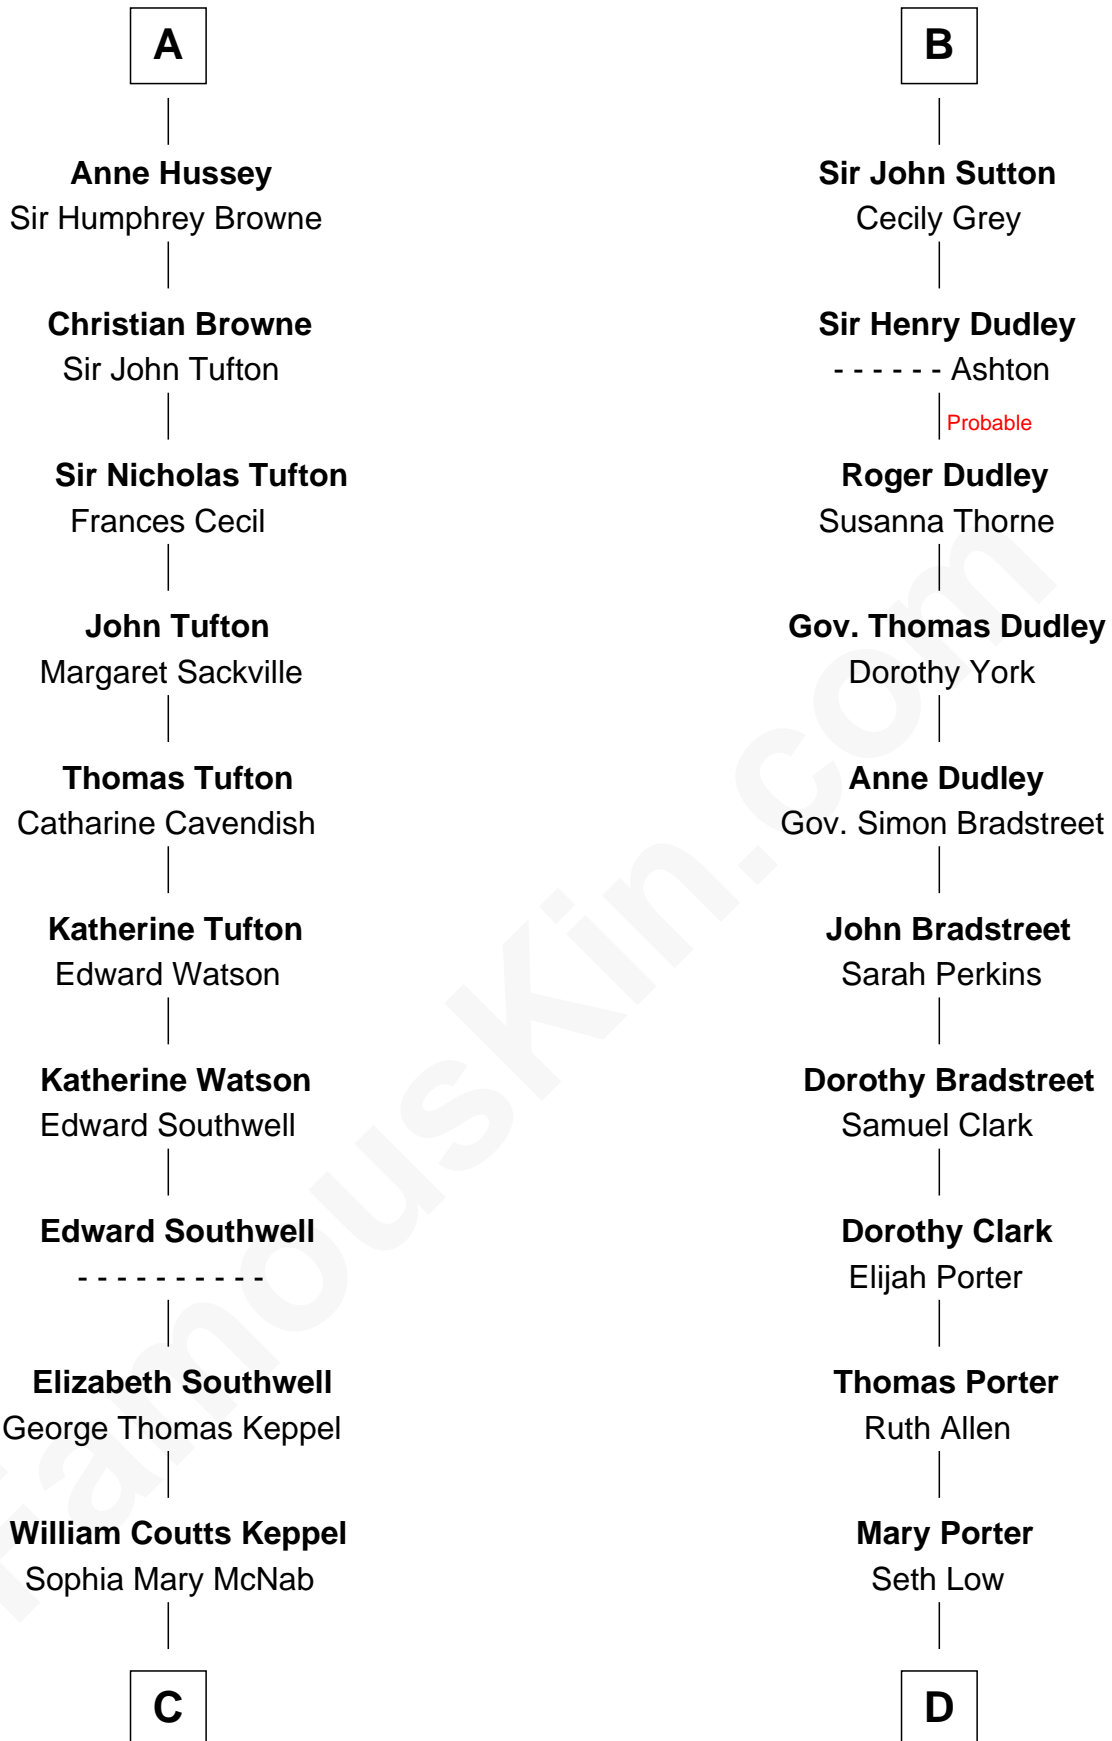 A
Anne Hussey
Sir Humphrey Browne
Christian Browne
Sir John Tufton
Sir Nicholas Tufton
Frances Cecil
John Tufton
Margaret Sackville
Thomas Tufton
Catharine Cavendish
Katherine Tufton
Edward Watson
Katherine Watson
Edward Southwell
Edward Southwell
- - - - - - - - - -
Elizabeth Southwell
George Thomas Keppel
William Coutts Keppel
Sophia Mary McNab
C
B
Sir John Sutton
Cecily Grey
Sir Henry Dudley
- - - - - - Ashton
Probable
Roger Dudley
Susanna Thorne
Gov. Thomas Dudley
Dorothy York
Anne Dudley
Gov. Simon Bradstreet
John Bradstreet
Sarah Perkins
Dorothy Bradstreet
Samuel Clark
Dorothy Clark
Elijah Porter
Thomas Porter
Ruth Allen
Mary Porter
Seth Low
D
FamousKin.com